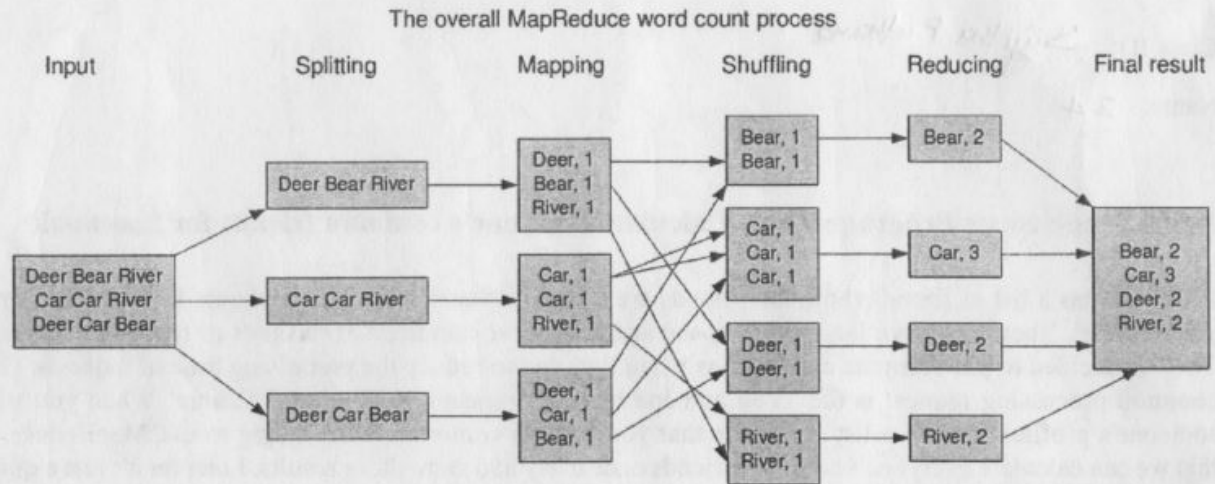 The overall MapReduce word count process
Input
Splitting
Mapping
Shuffling
Reducing
Final result
Deer Bear River
Car Car River
Deer Car Bear
Deer Bear River
Car Car River
Deer Car Bear
Deer, 1
Bear, 1
River, 1
Car, 1
Car, 1
River, 1
Deer, 1
Car, 1
Bear, 1
Bear, 1
Bear, 1
Car, 1
Car, 1
Car, 1
Deer, 1
Deer, 1
River, 1
River, 1
Bear, 2
Car, 3
Deer, 2
River, 2
Bear, 2
Car, 3
Deer, 2
River, 2